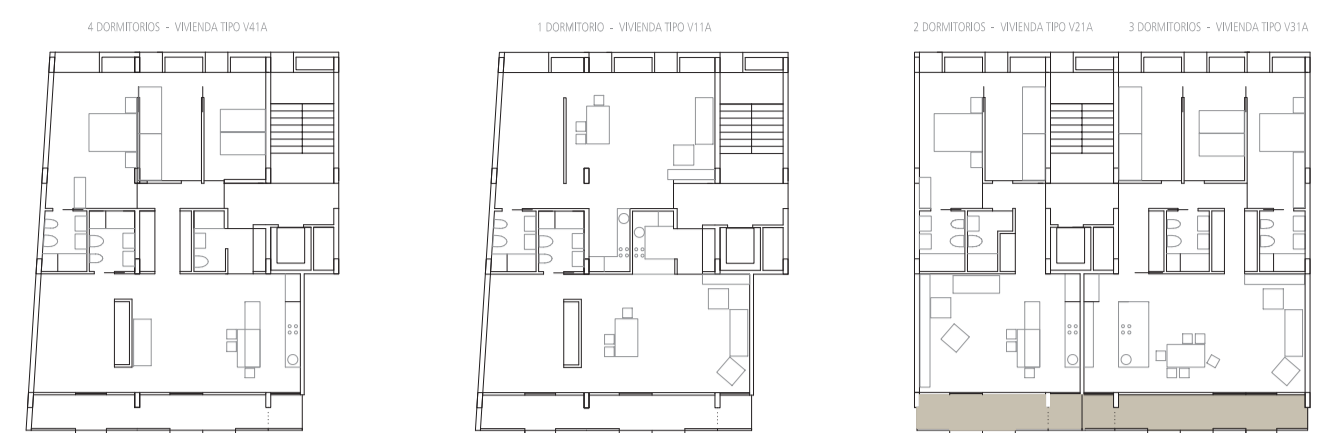 4 DORMITORIOS - VIVIENDA TIPO V41A
1 DORMITORIO - VIVIENDA TIPO V11A
2 DORMITORIOS - VIVIENDA TIPO V21A
3 DORMITORIOS - VIVIENDA TIPO V31A